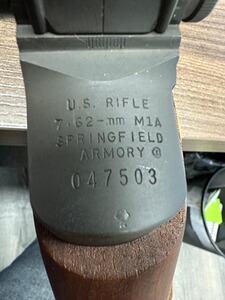 U.S. RIFLE
7.62-mm M1A
SPRINGFIELD
ARMORY ®
047503